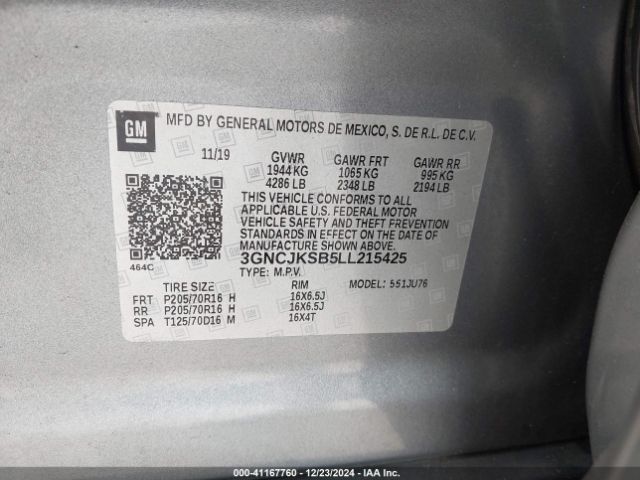 GM
MFD BY GENERAL MOTORS DE MEXICO, S. DE R.L. DE C.V.
11/19 GVWR GAWR FRT GAWR RR
1944 KG 1065 KG 995 KG
4286 LB 2348 LB 2194 LB
THIS VEHICLE CONFORMS TO ALL
APPLICABLE U.S. FEDERAL MOTOR
VEHICLE SAFETY AND THEFT PREVENTION
STANDARDS IN EFFECT ON THE DATE OF
MANUFACTURE SHOWN ABOVE.
464C 3GNCJKSB5LL215425
TYPE: M.P.V. MODEL: 551JU76
TIRE SIZE RIM
FRT P205/70R16 H 16X6.5J
RR P205/70R16 H 16X6.5J
SPA T125/70D16 M 16X4T
0-41167760 - 12/23/2024 - IAA Inc.